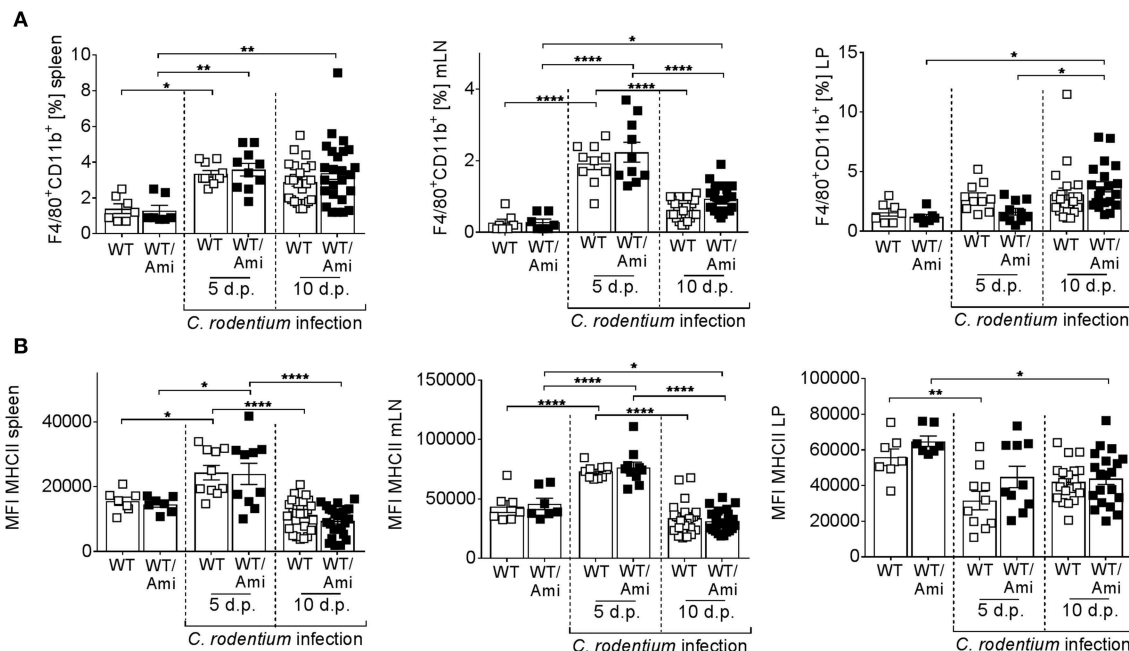 A
F4/80+CD11b+ [%] spleen
10
8
6
4
2
0
*
**
**
WT
WT/
Ami
WT
WT/
Ami
WT
WT/
Ami
5 d.p.
10 d.p.
C. rodentium infection
F4/80+CD11b+ [%] mLN
4
2
0
****
****
*
****
****
WT
WT/
Ami
WT
WT/
Ami
WT
WT/
Ami
5 d.p.
10 d.p.
C. rodentium infection
F4/80+CD11b+ [%] LP
15
10
5
0
*
*
WT
WT/
Ami
WT
WT/
Ami
WT
WT/
Ami
5 d.p.
10 d.p.
C. rodentium infection
B
MFI MHCII spleen
40000
20000
0
*
*
****
****
WT
WT/
Ami
WT
WT/
Ami
WT
WT/
Ami
5 d.p.
10 d.p.
C. rodentium infection
MFI MHCII mLN
150000
100000
50000
0
****
****
*
****
****
WT
WT/
Ami
WT
WT/
Ami
WT
WT/
Ami
5 d.p.
10 d.p.
C. rodentium infection
MFI MHCII LP
100000
80000
60000
40000
20000
0
**
*
WT
WT/
Ami
WT
WT/
Ami
WT
WT/
Ami
5 d.p.
10 d.p.
C. rodentium infection